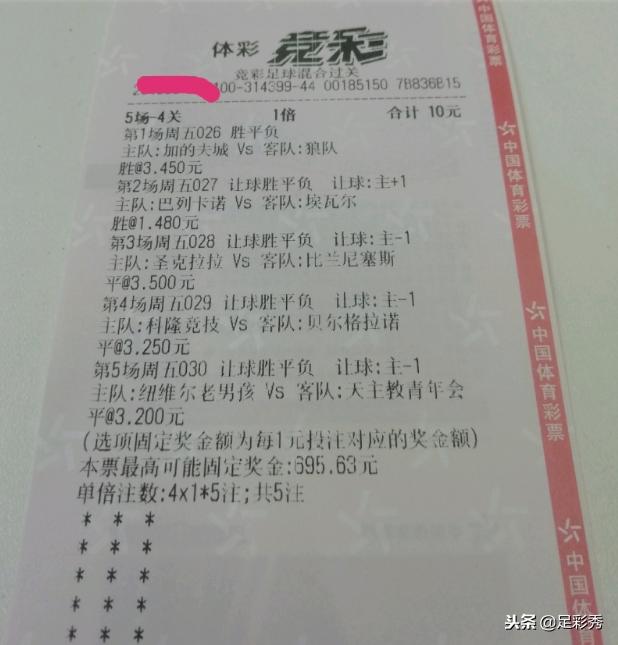 体彩 竞彩
竞彩足球混合过关
00-314399-44 00185150 7B836B15
5场-4关 1倍 合计 10元
第1场周五026 胜平负
主队:加的夫城 Vs 客队:狼队
胜@3.450元
第2场周五027 让球胜平负 让球:主+1
主队:巴列卡诺 Vs 客队:埃瓦尔
胜@1.480元
第3场周五028 让球胜平负 让球:主-1
主队:圣克拉拉 Vs 客队:比兰尼塞斯
平@3.500元
第4场周五029 让球胜平负 让球:主-1
主队:科隆竞技 Vs 客队:贝尔格拉诺
平@3.250元
第5场周五030 让球胜平负 让球:主-1
主队:纽维尔老男孩 Vs 客队:天主教青年会
平@3.200元
(选项固定奖金额为每1元投注对应的奖金额)
本票最高可能固定奖金:695.63元
单倍注数:4x1*5注;共5注
* * *
* * *
* * *
* * *
* * *
中国体育彩票
中国体育彩票
中国体育彩票
中国体育
头条 @足彩秀